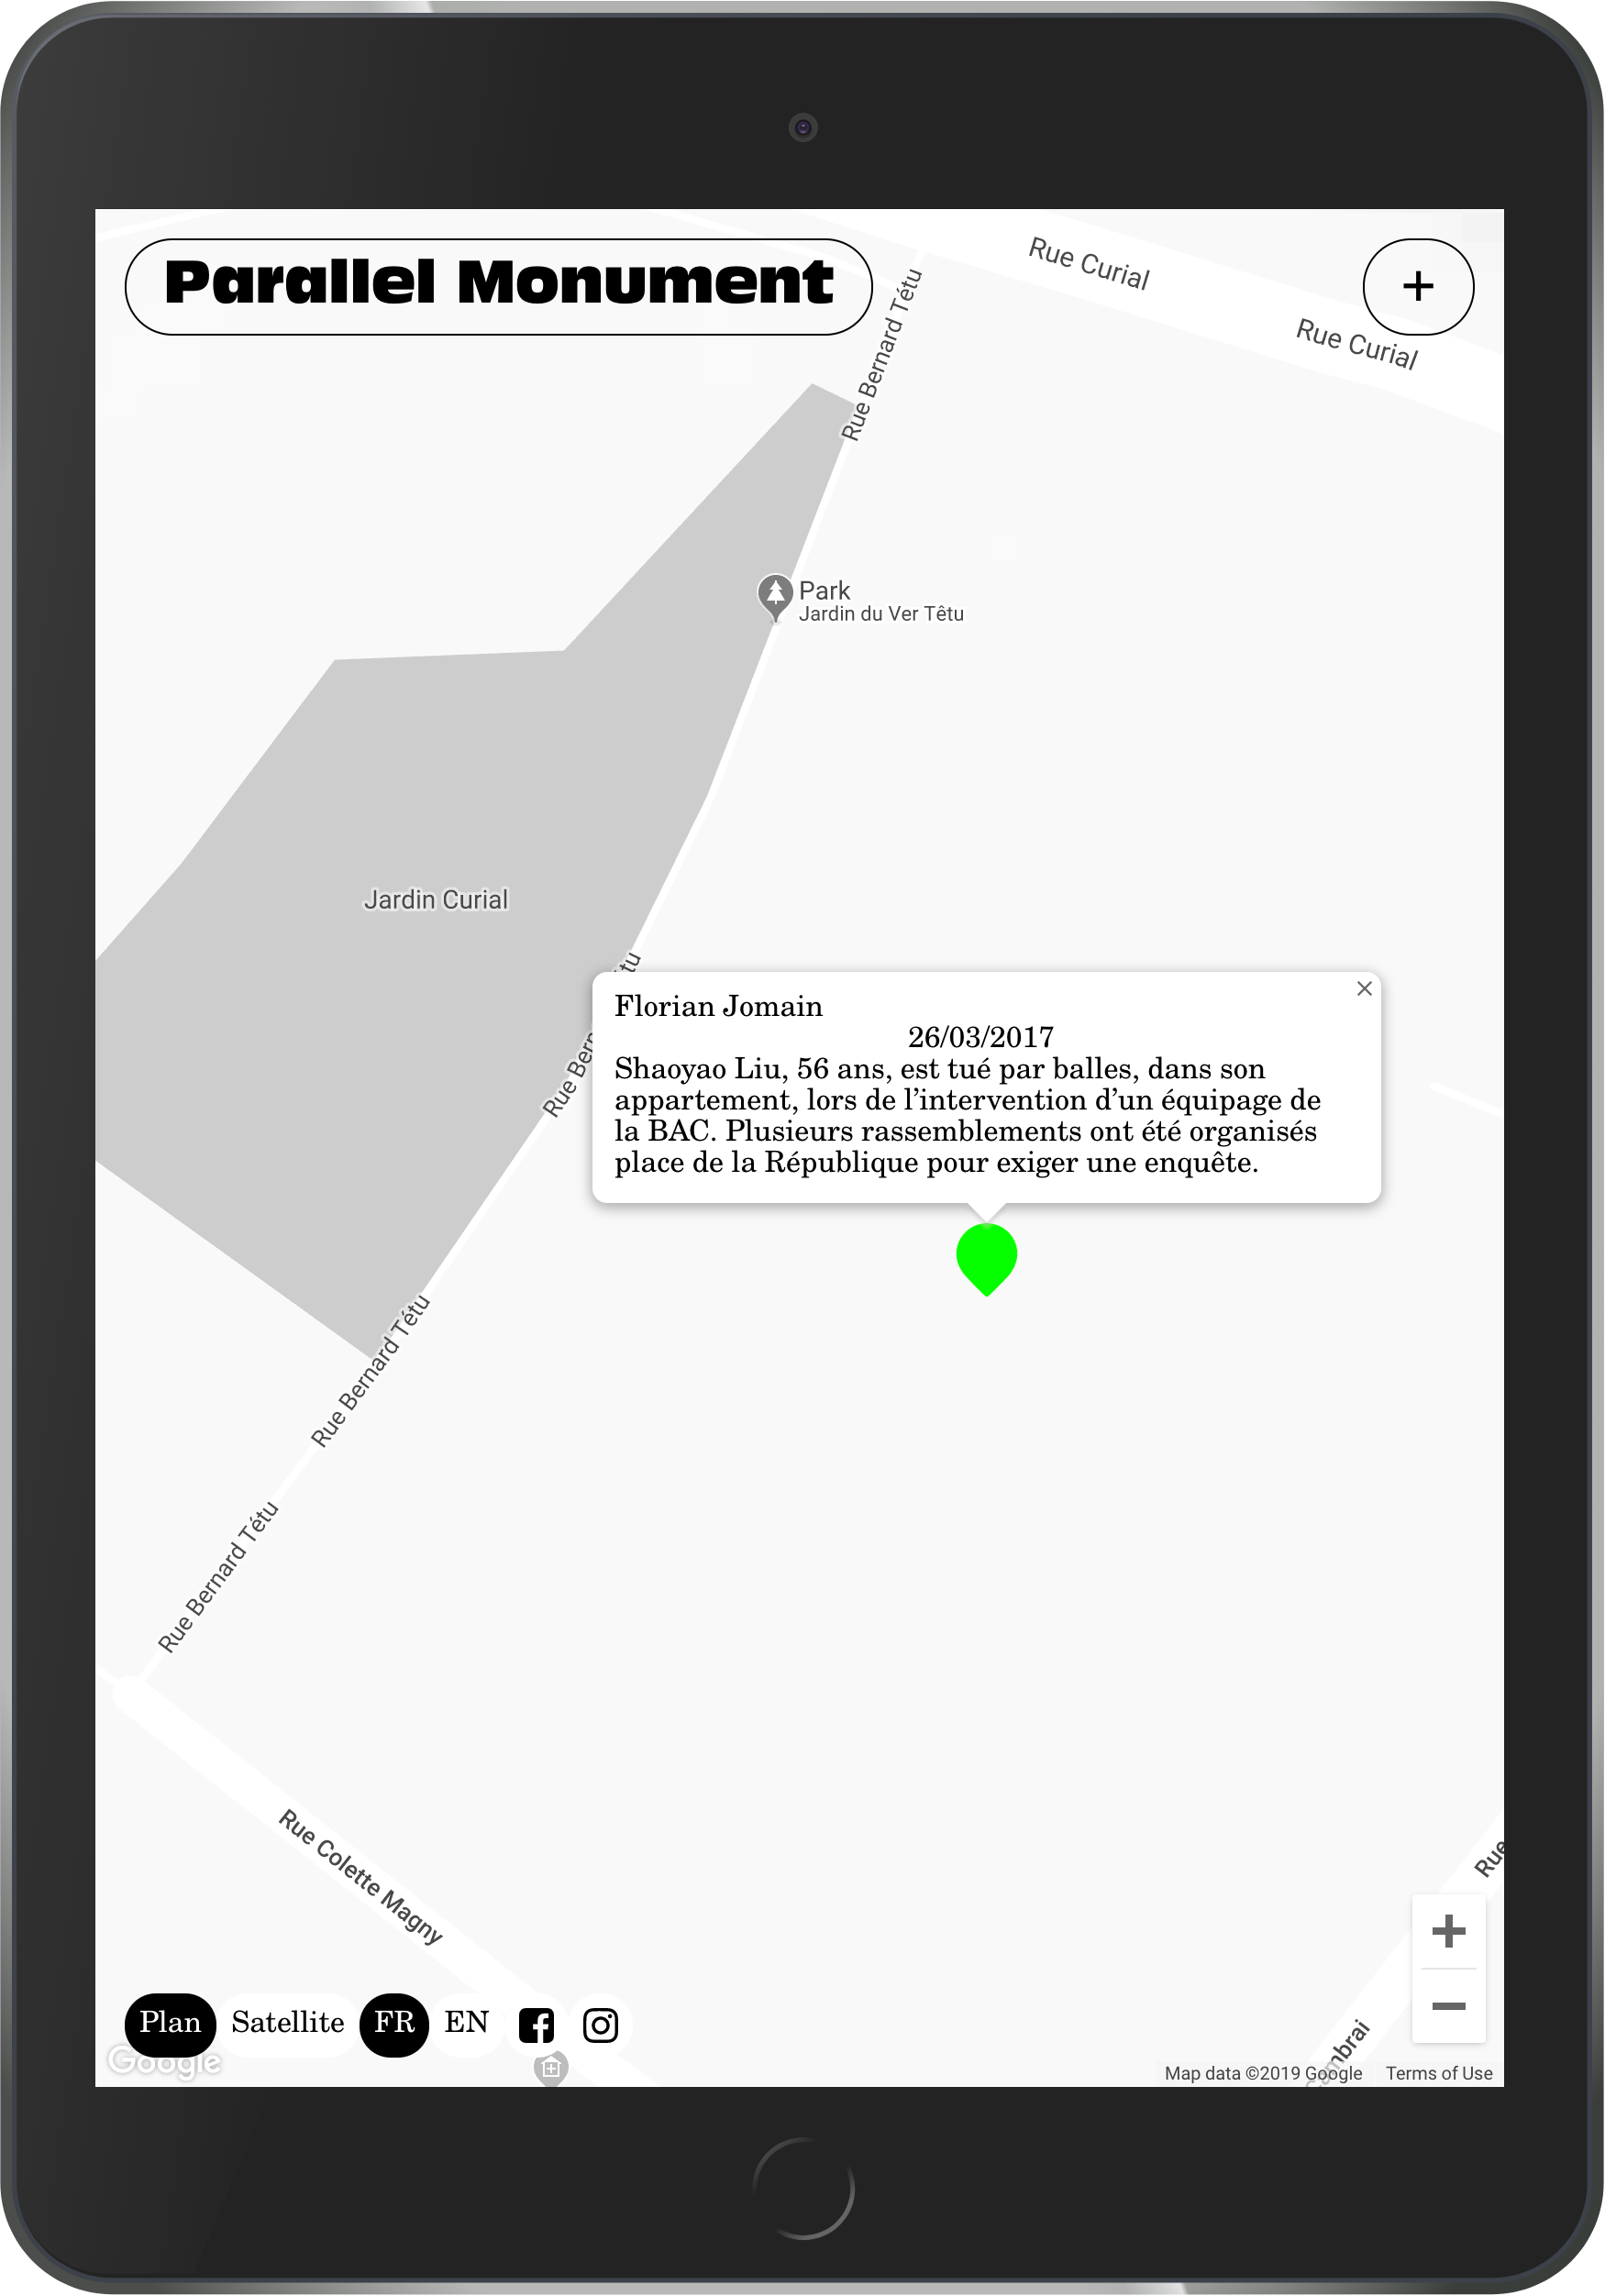 Parallel Monument
+
Rue Curial
Rue Curial
Rue Bernard Tétu
Park
Jardin du Ver Têtu
Jardin Curial
Florian Jomain
26/03/2017
Shaoyao Liu, 56 ans, est tué par balles, dans son
appartement, lors de l’intervention d’un équipage de
la BAC. Plusieurs rassemblements ont été organisés
place de la République pour exiger une enquête.
Rue Bernard Tétu
Rue Bernard Tétu
Rue Colette Magny
Rue
Plan Satellite FR EN
Google
Map data ©2019 Google Terms of Use